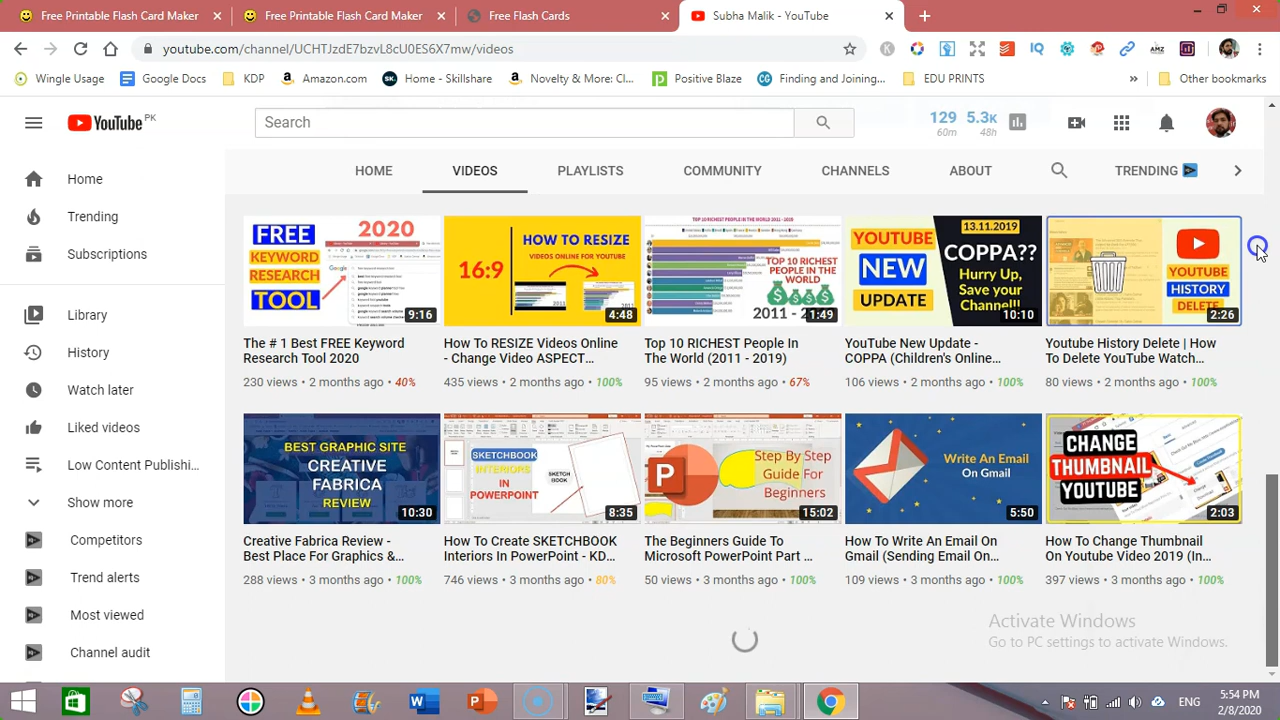 Free Printable Flash Card Maker
Free Printable Flash Card Maker
Free Flash Cards
Subha Malik - YouTube
youtube.com/channel/UCHTJzdE7bzvL8cU0ES6X7mw/videos
Wingle Usage
Google Docs
KDP
Amazon.com
Home - Skillshare
Novelty & More: Cl...
Positive Blaze
Finding and Joining...
EDU PRINTS
Other bookmarks
YouTube PK
Search
129 60m
5.3K 48h
HOME
VIDEOS
PLAYLISTS
COMMUNITY
CHANNELS
ABOUT
TRENDING
Home
Trending
Subscriptions
Library
History
Watch later
Liked videos
Low Content Publishi...
Show more
Competitors
Trend alerts
Most viewed
Channel audit
FREE
KEYWORD
RESEARCH
TOOL
2020
9:16
16:9
HOW TO RESIZE
VIDEOS ONLINE FOR YOUTUBE
4:48
TOP 10 RICHEST PEOPLE IN THE WORLD 2011 - 2019
TOP 10 RICHEST
PEOPLE IN THE
WORLD
2011 -
1:49
YOUTUBE
NEW
UPDATE
13.11.2019
COPPA??
Hurry Up,
Save your
Channel!
10:10
YOUTUBE
HISTORY
DELETE
2:26
The # 1 Best FREE Keyword
Research Tool 2020
230 views • 2 months ago • 40%
How To RESIZE Videos Online
- Change Video ASPECT...
435 views • 2 months ago • 100%
Top 10 RICHEST People In
The World (2011 - 2019)
95 views • 2 months ago • 67%
YouTube New Update -
COPPA (Children's Online...
106 views • 2 months ago • 100%
Youtube History Delete | How
To Delete YouTube Watch...
80 views • 2 months ago • 100%
BEST GRAPHIC SITE
CREATIVE
FABRICA
REVIEW
10:30
SKETCHBOOK
INTERIORS
IN
POWERPOINT
SKETCH
BOOK
8:35
Step By Step
Guide For
Beginners
15:02
Write An Email
On Gmail
5:50
CHANGE
THUMBNAIL
YOUTUBE
2:03
Creative Fabrica Review -
Best Place For Graphics &...
288 views • 3 months ago • 100%
How To Create SKETCHBOOK
Interiors In PowerPoint - KD...
746 views • 3 months ago • 80%
The Beginners Guide To
Microsoft PowerPoint Part ...
50 views • 3 months ago • 100%
How To Write An Email On
Gmail (Sending Email On...
109 views • 3 months ago • 100%
How To Change Thumbnail
On Youtube Video 2019 (In...
397 views • 3 months ago • 100%
Activate Windows
Go to PC settings to activate Windows.
ENG
5:54 PM
2/8/2020